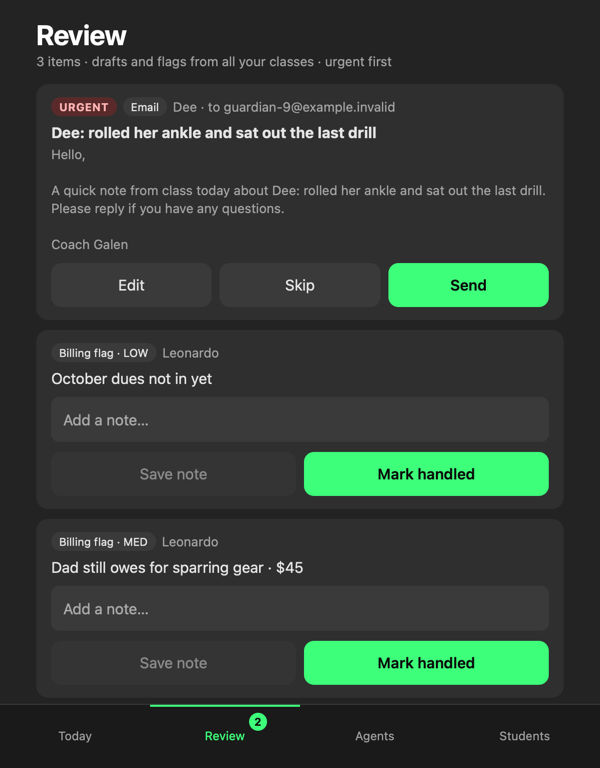 Review
3 items · drafts and flags from all your classes · urgent first
URGENT Email Dee · to guardian-9@example.invalid
Dee: rolled her ankle and sat out the last drill
Hello,
A quick note from class today about Dee: rolled her ankle and sat out the last drill.
Please reply if you have any questions.
Coach Galen
Edit Skip Send
Billing flag · LOW Leonardo
October dues not in yet
Add a note...
Save note Mark handled
Billing flag · MED Leonardo
Dad still owes for sparring gear · $45
Add a note...
Save note Mark handled
2
Today Review Agents Students